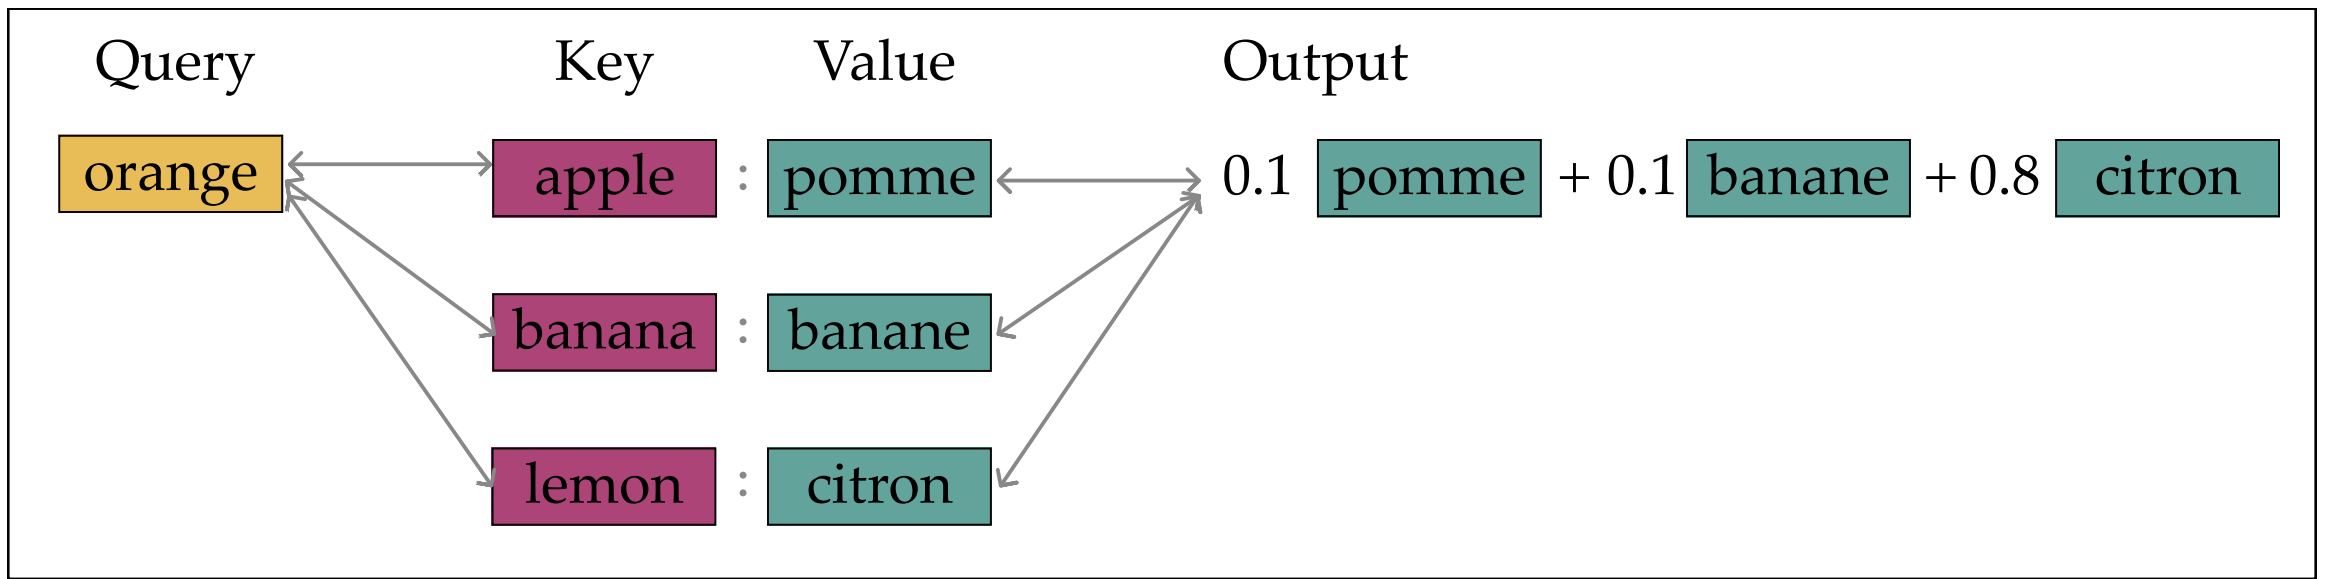 Query Key Value Output
orange apple : pomme 0.1 pomme + 0.1 banane + 0.8 citron
banana : banane
lemon : citron